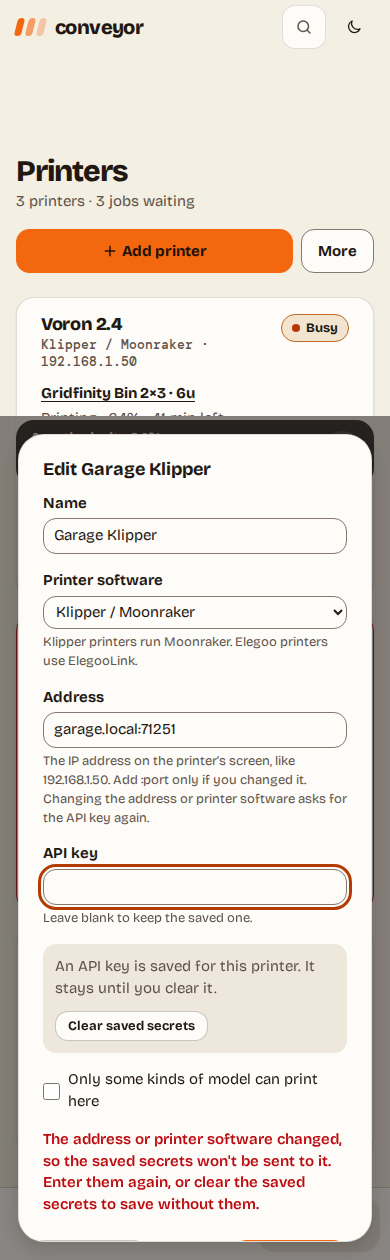 conveyor
Printers
3 printers · 3 jobs waiting
+ Add printer
More
Voron 2.4
Busy
Klipper / Moonraker ·
192.168.1.50
Gridfinity Bin 2×3 · 6u
Edit Garage Klipper
Name
Garage Klipper
Printer software
Klipper / Moonraker
Klipper printers run Moonraker. Elegoo printers
use ElegooLink.
Address
garage.local:71251
The IP address on the printer's screen, like
192.168.1.50. Add :port only if you changed it.
Changing the address or printer software asks for
the API key again.
API key
Leave blank to keep the saved one.
An API key is saved for this printer. It
stays until you clear it.
Clear saved secrets
Only some kinds of model can print
here
The address or printer software changed,
so the saved secrets won't be sent to it.
Enter them again, or clear the saved
secrets to save without them.